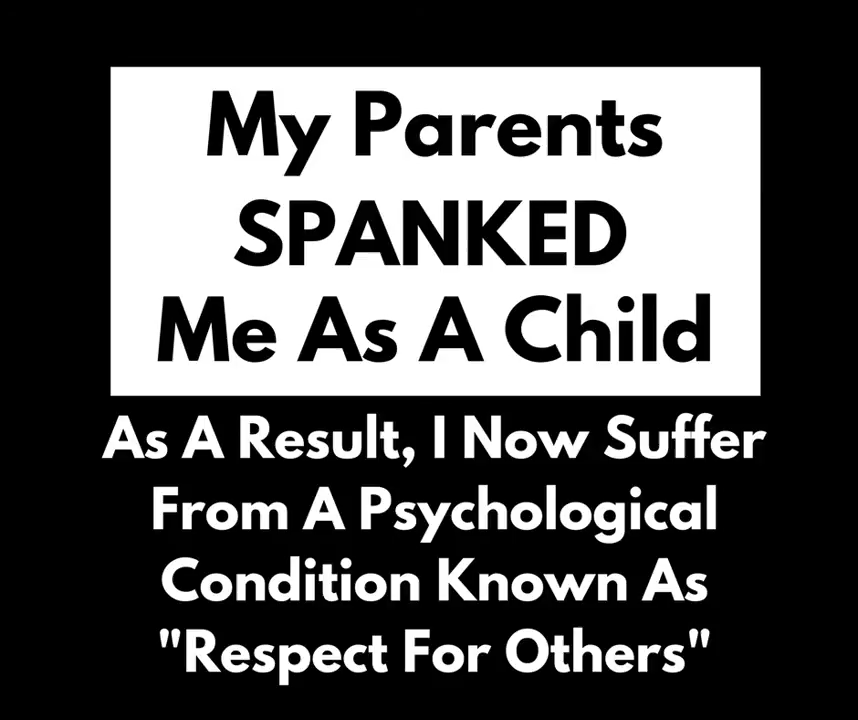 My Parents
SPANKED
Me As A Child
As A Result, I Now Suffer
From A Psychological
Condition Known As
"Respect For Others"